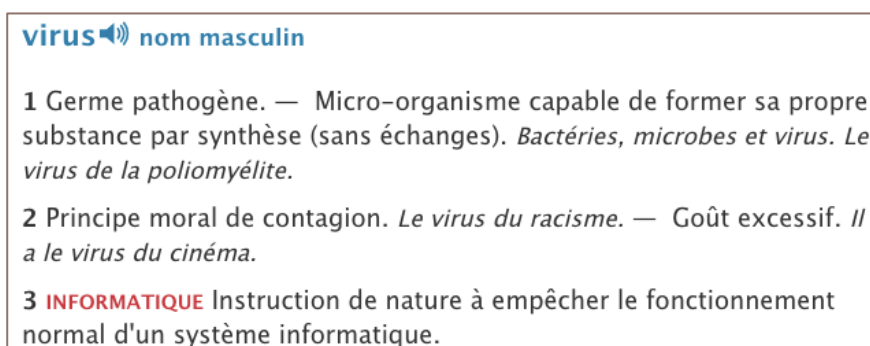 virus nom masculin
1 Germe pathogène. — Micro-organisme capable de former sa propre
substance par synthèse (sans échanges). Bactéries, microbes et virus. Le
virus de la poliomyélite.
2 Principe moral de contagion. Le virus du racisme. — Goût excessif. Il
a le virus du cinéma.
3 INFORMATIQUE Instruction de nature à empêcher le fonctionnement
normal d'un système informatique.